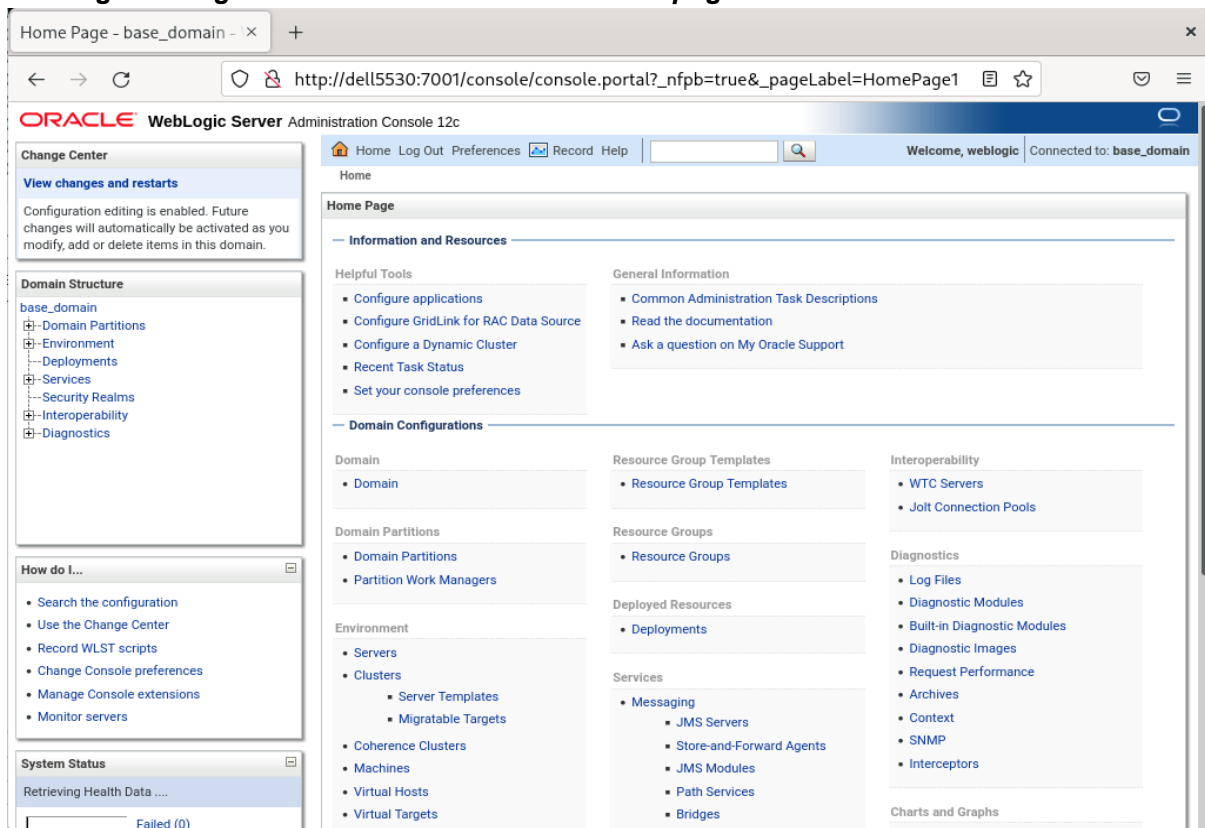 Home Page - base_domain -
http://dell5530:7001/console/console.portal?_nfpb=true&_pageLabel=HomePage1
ORACLE WebLogic Server Administration Console 12c
Change Center
View changes and restarts
Configuration editing is enabled. Future
changes will automatically be activated as you
modify, add or delete items in this domain.
Domain Structure
base_domain
Domain Partitions
Environment
Deployments
Services
Security Realms
Interoperability
Diagnostics
How do I...
Search the configuration
Use the Change Center
Record WLST scripts
Change Console preferences
Manage Console extensions
Monitor servers
System Status
Retrieving Health Data ....
Failed (0)
Home Log Out Preferences Record Help
Welcome, weblogic Connected to: base_domain
Home
Home Page
Information and Resources
Helpful Tools
Configure applications
Configure GridLink for RAC Data Source
Configure a Dynamic Cluster
Recent Task Status
Set your console preferences
General Information
Common Administration Task Descriptions
Read the documentation
Ask a question on My Oracle Support
Domain Configurations
Domain
Domain
Domain Partitions
Domain Partitions
Partition Work Managers
Environment
Servers
Clusters
Server Templates
Migratable Targets
Coherence Clusters
Machines
Virtual Hosts
Virtual Targets
Resource Group Templates
Resource Group Templates
Resource Groups
Resource Groups
Deployed Resources
Deployments
Services
Messaging
JMS Servers
Store-and-Forward Agents
JMS Modules
Path Services
Bridges
Interoperability
WTC Servers
Jolt Connection Pools
Diagnostics
Log Files
Diagnostic Modules
Built-in Diagnostic Modules
Diagnostic Images
Request Performance
Archives
Context
SNMP
Interceptors
Charts and Graphs